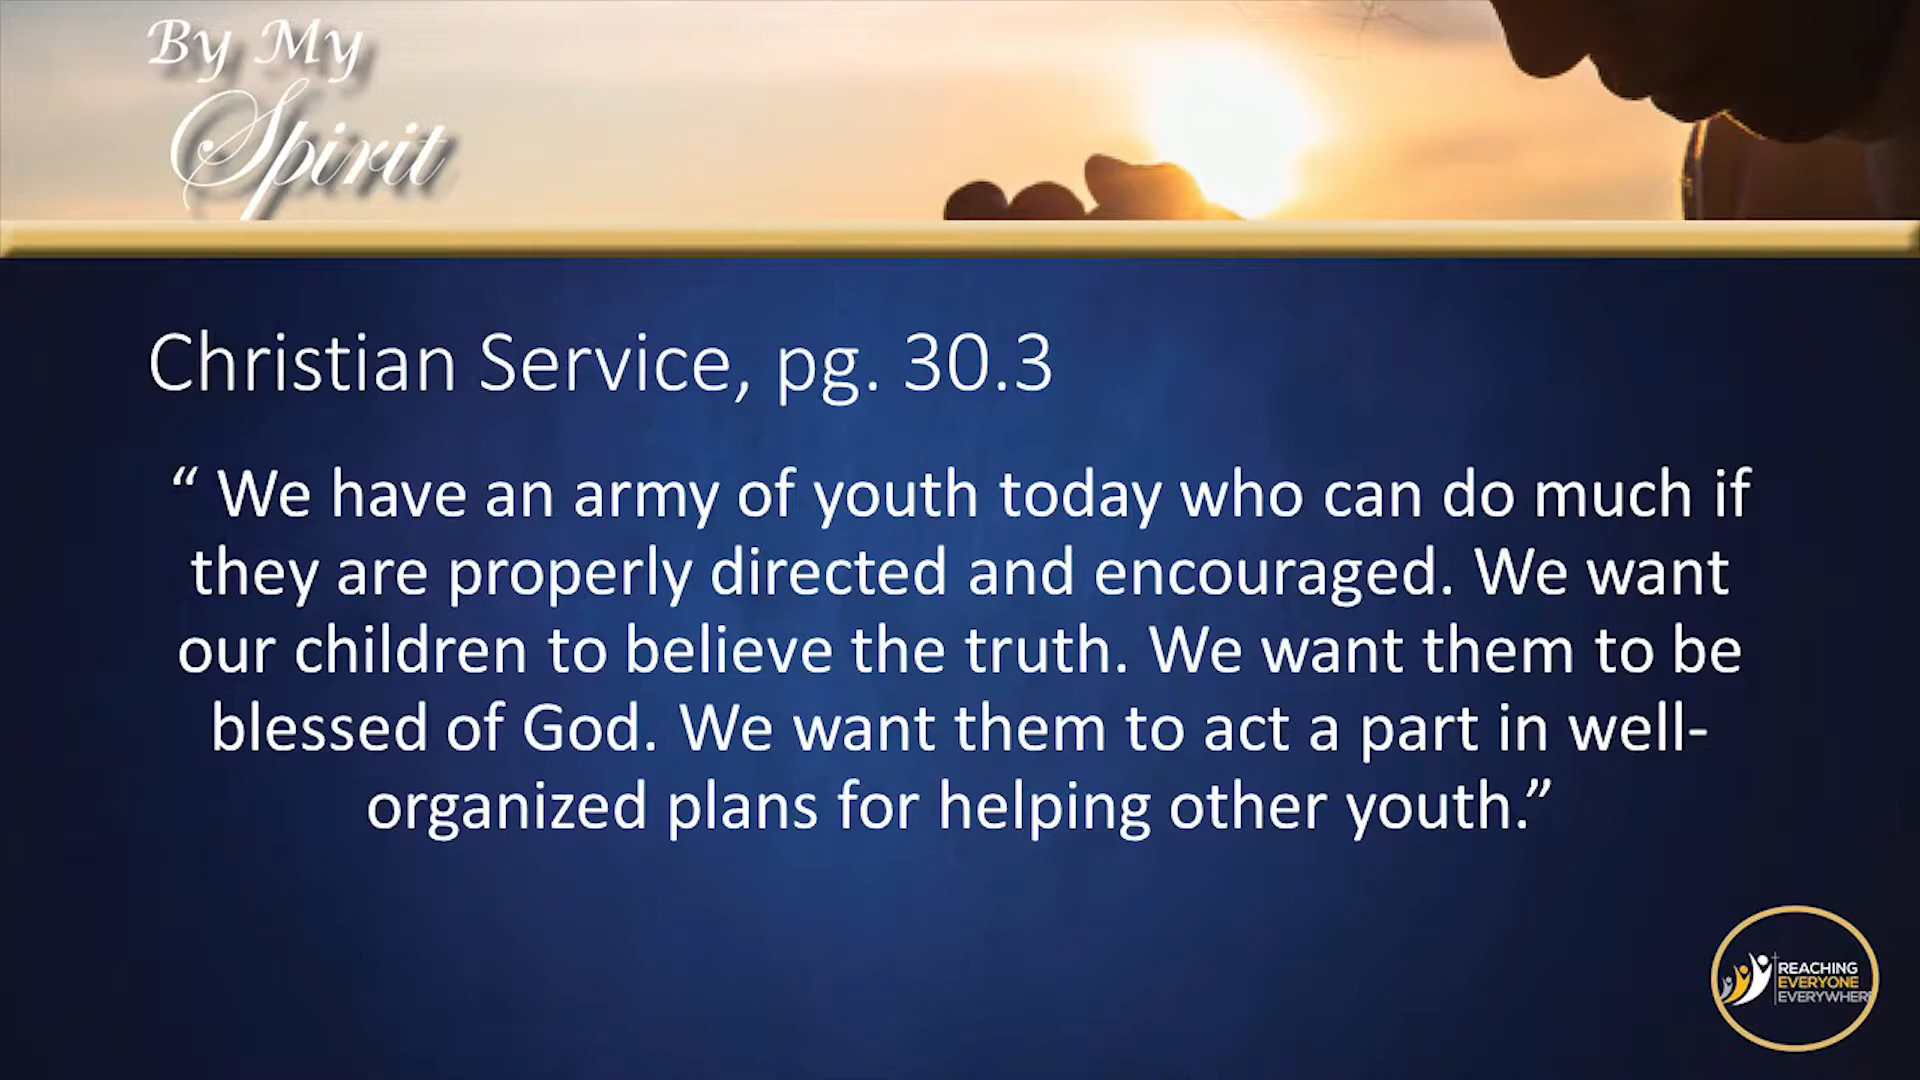 By My
Spirit
Christian Service, pg. 30.3
“ We have an army of youth today who can do much if
they are properly directed and encouraged. We want
our children to believe the truth. We want them to be
blessed of God. We want them to act a part in well-
organized plans for helping other youth.”
REACHING
EVERYONE
EVERYWHERE